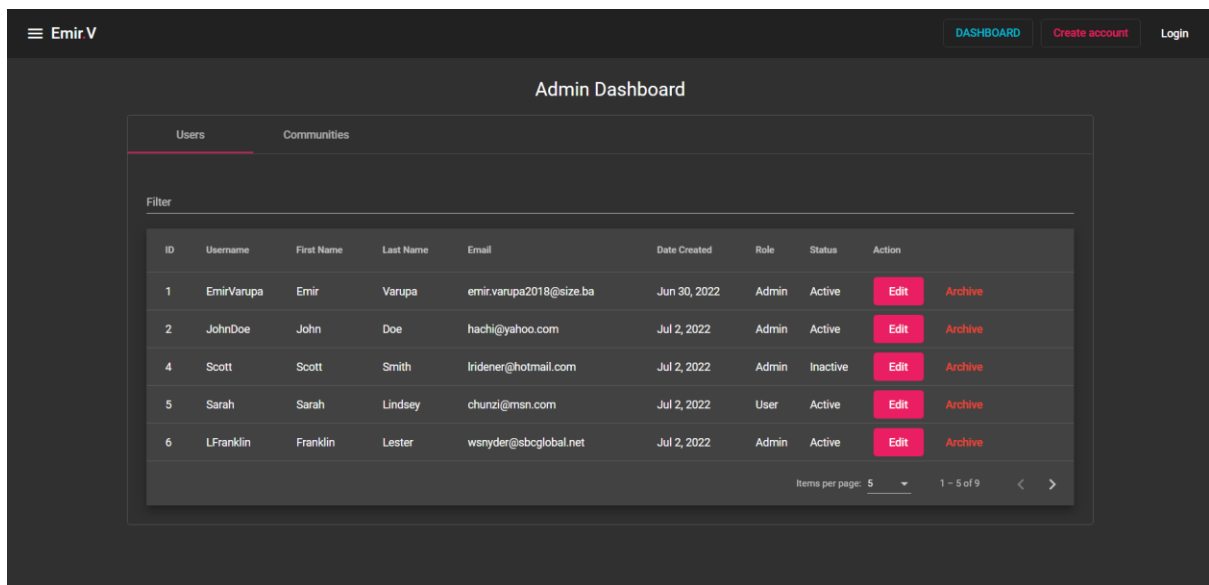 Emir.V DASHBOARD Create account Login
Admin Dashboard
Users Communities
Filter
ID Username First Name Last Name Email Date Created Role Status Action
1 EmirVarupa Emir Varupa emir.varupa2018@size.ba Jun 30, 2022 Admin Active Edit Archive
2 JohnDoe John Doe hachi@yahoo.com Jul 2, 2022 Admin Active Edit Archive
4 Scott Scott Smith lridener@hotmail.com Jul 2, 2022 Admin Inactive Edit Archive
5 Sarah Sarah Lindsey chunzi@msn.com Jul 2, 2022 User Active Edit Archive
6 LFranklin Franklin Lester wsnyder@sbcglobal.net Jul 2, 2022 Admin Active Edit Archive
Items per page: 5 1 – 5 of 9